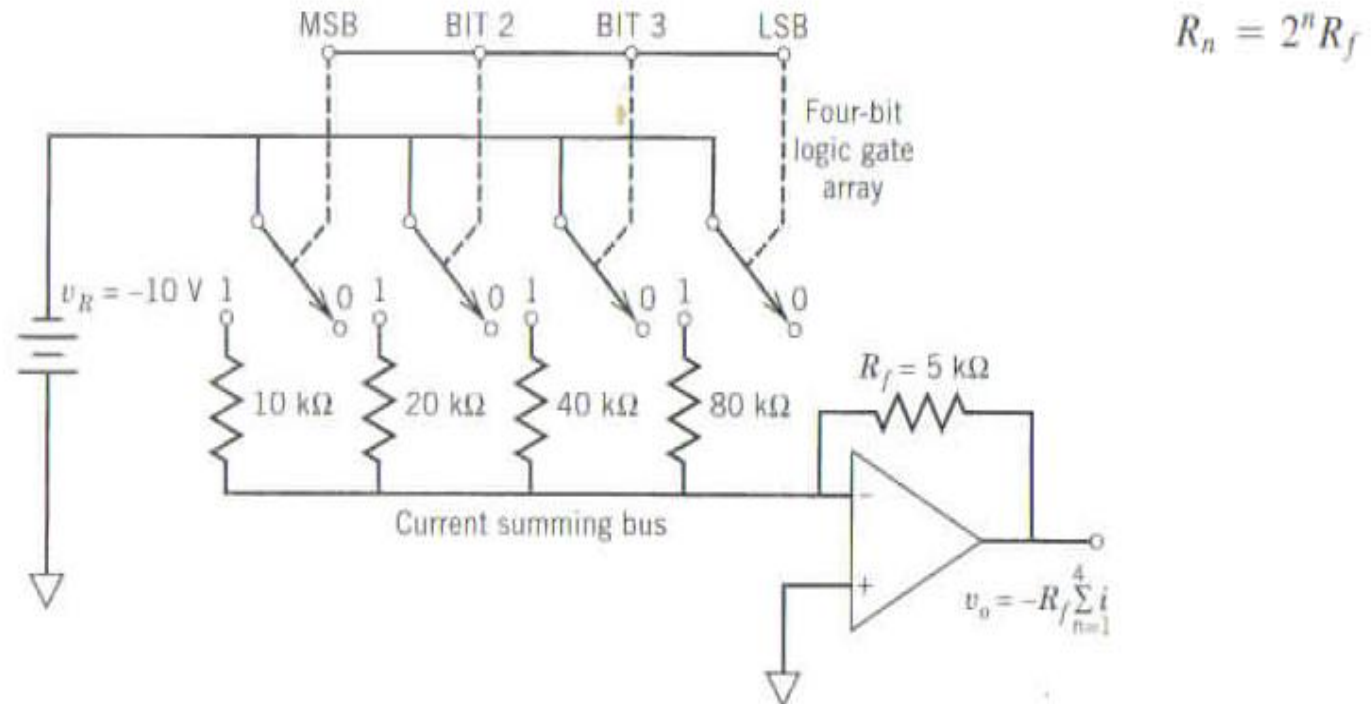 MSB BIT 2 BIT 3 LSB
R_n = 2^n R_f
Four-bit
logic gate
array
v_R = −10 V 1 0 1 0 1 0 1 0
10 kΩ 20 kΩ 40 kΩ 80 kΩ
R_f = 5 kΩ
−
Current summing bus
+
v_o = −R_f \sum_{n=1}^{4} i